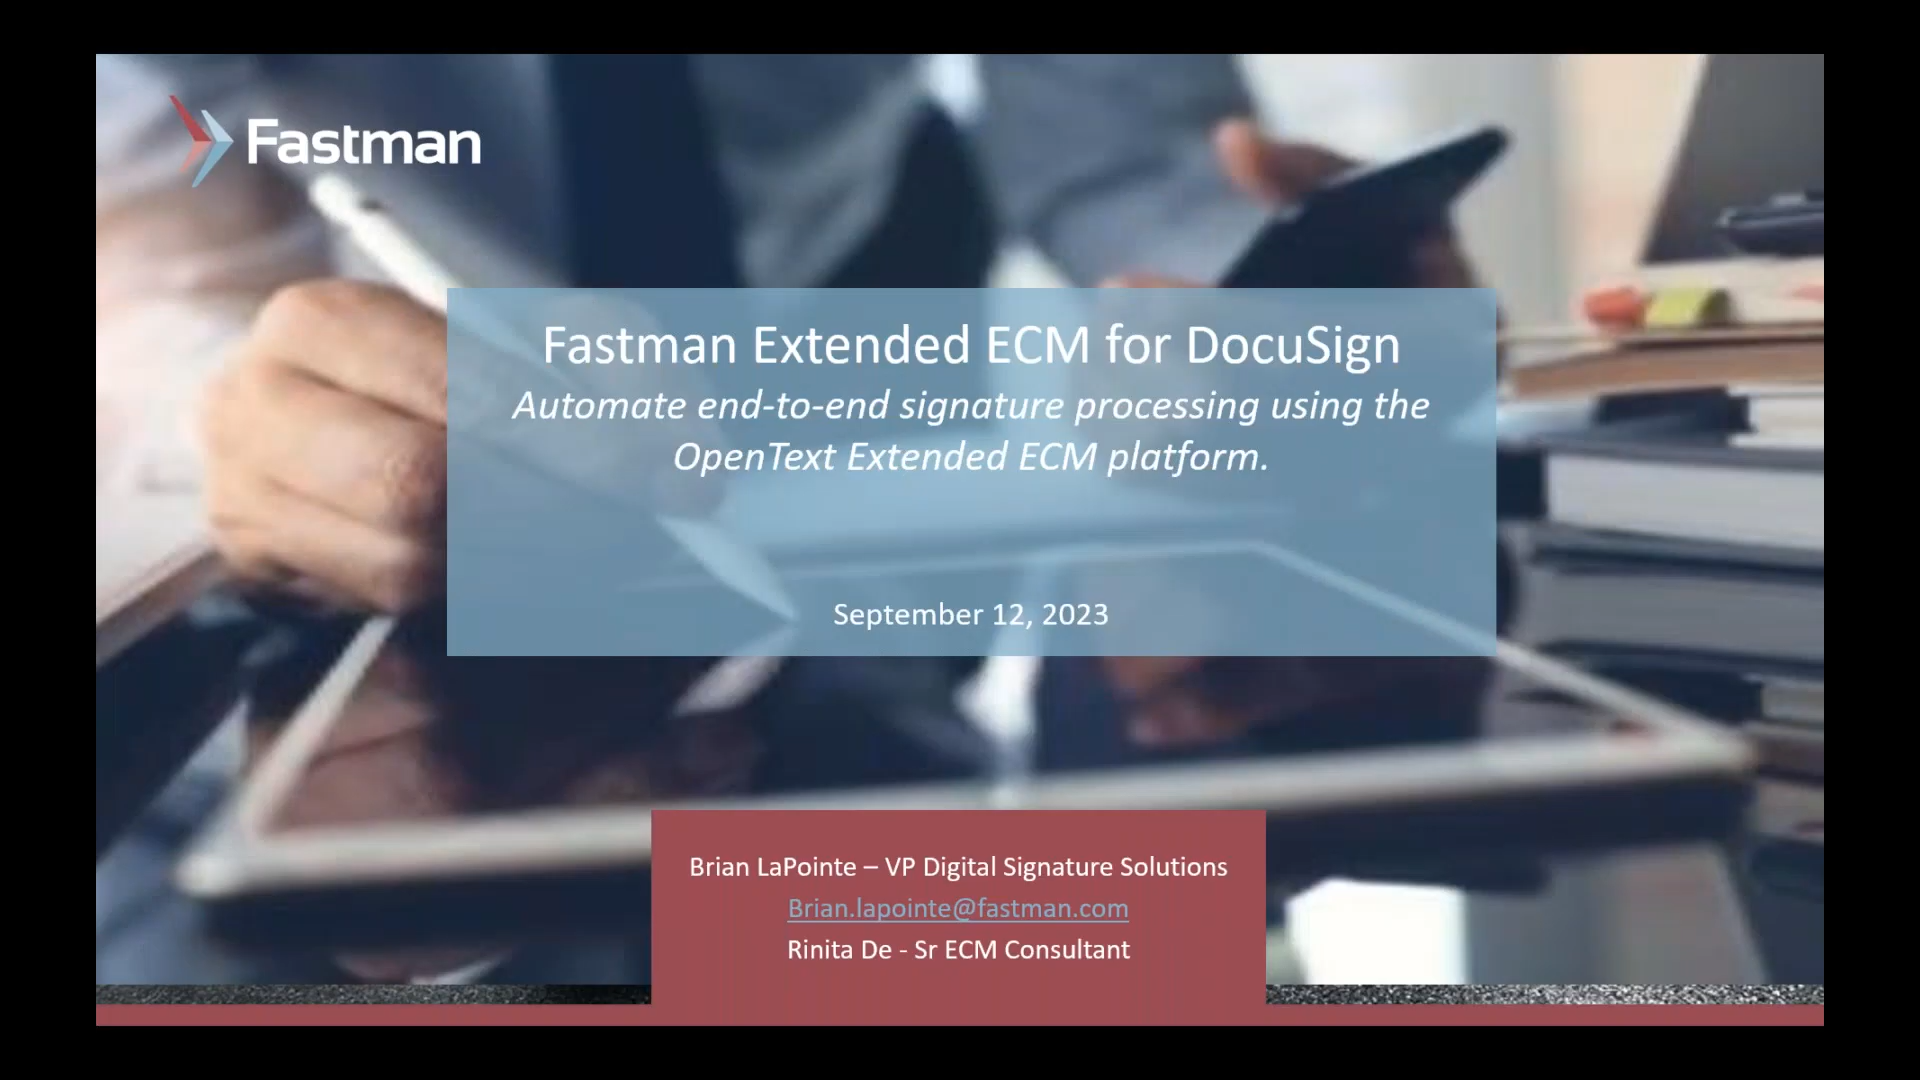 Fastman
Fastman Extended ECM for DocuSign
Automate end-to-end signature processing using the
OpenText Extended ECM platform.
September 12, 2023
Brian LaPointe – VP Digital Signature Solutions
Brian.lapointe@fastman.com
Rinita De - Sr ECM Consultant